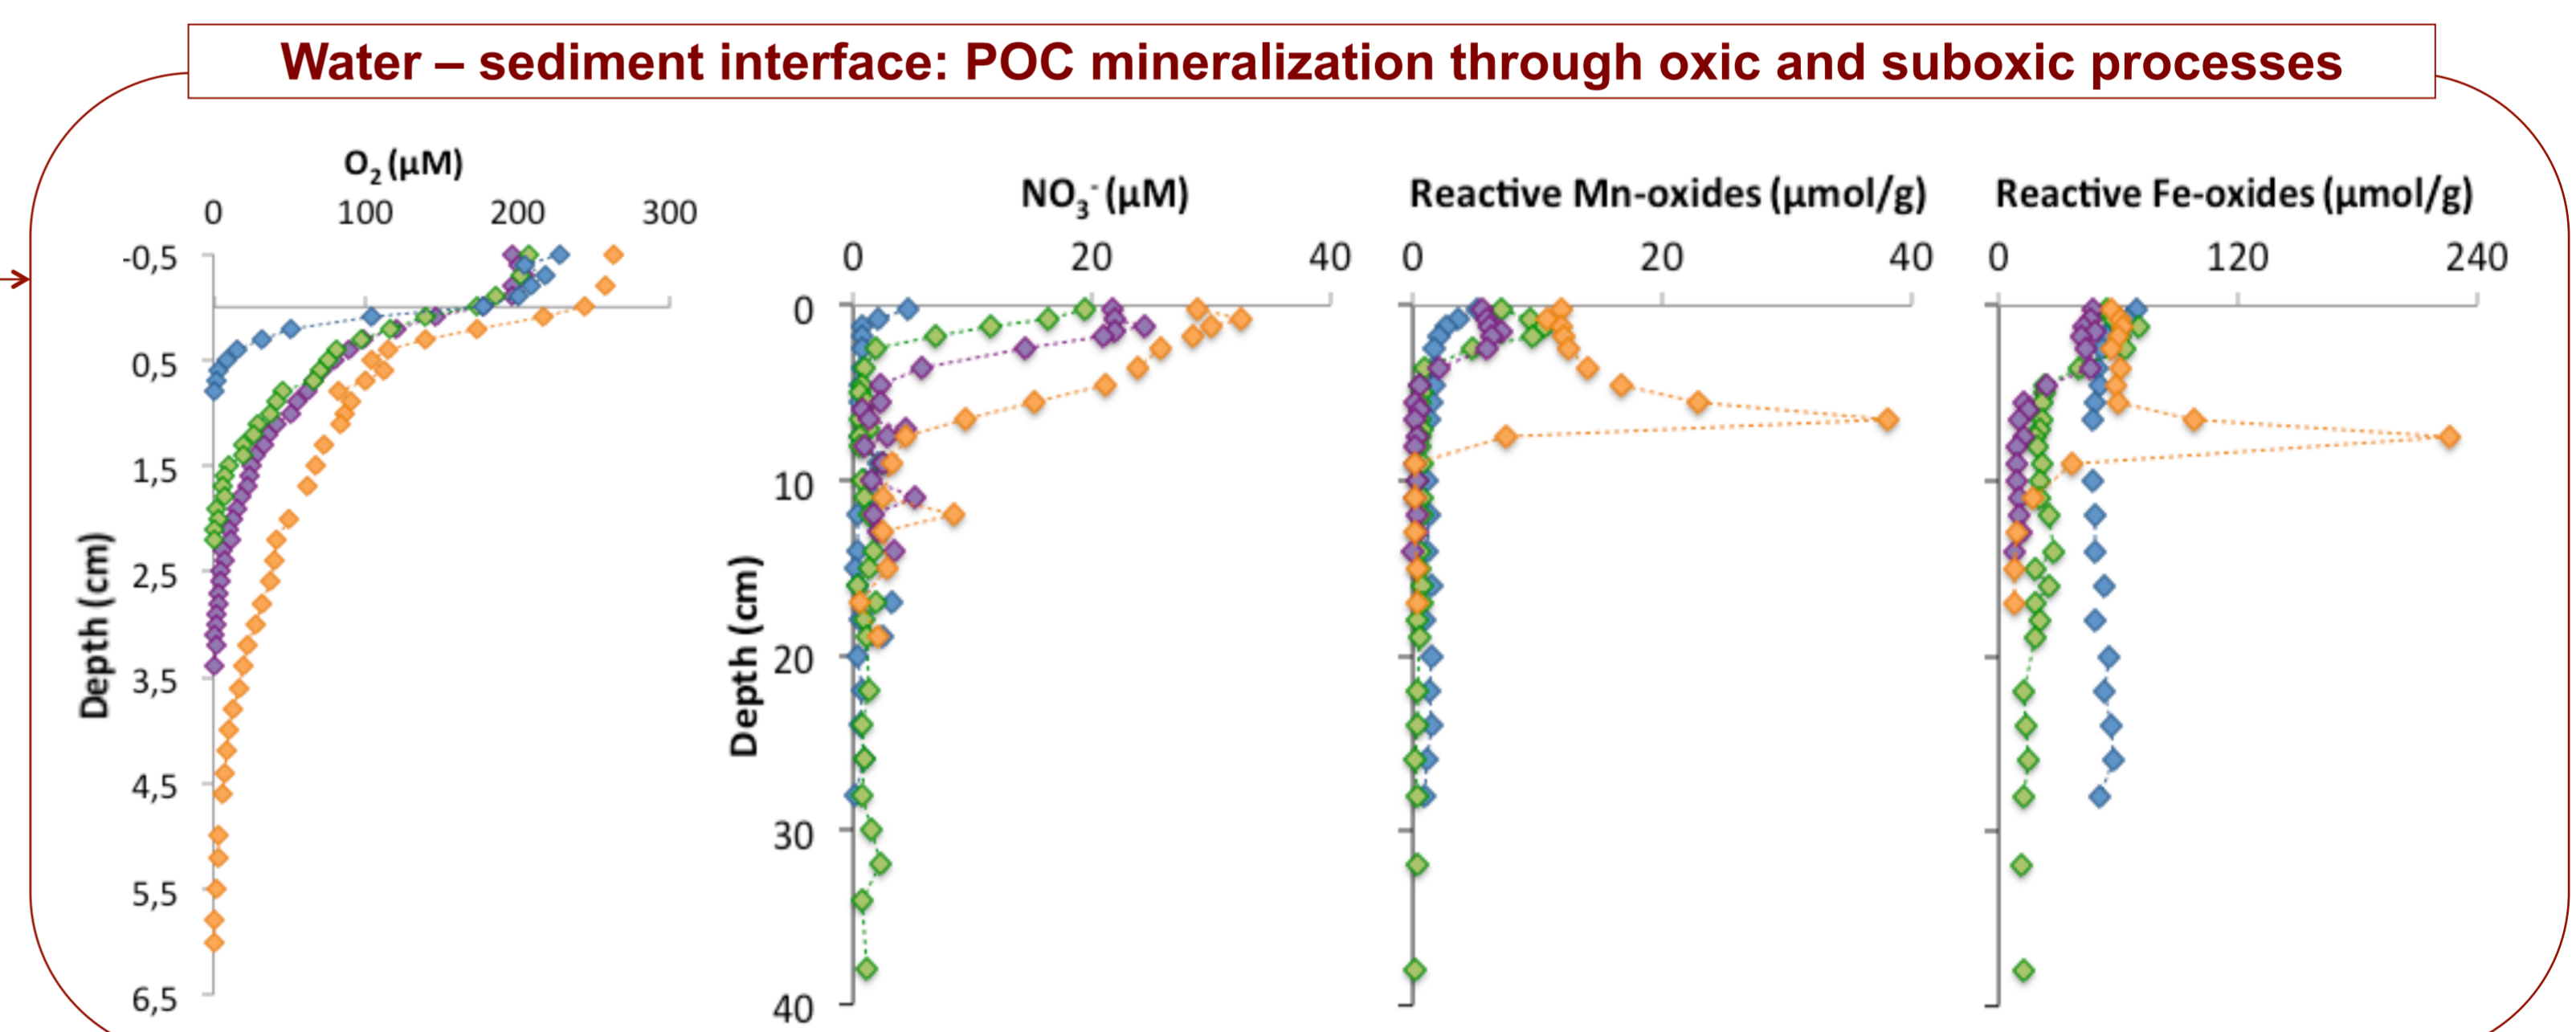 Water – sediment interface: POC mineralization through oxic and suboxic processes
O2 (µM)
0 100 200 300
-0,5
0,5
1,5
2,5
3,5
4,5
5,5
6,5
Depth (cm)
NO3- (µM)
0 20 40
0
10
20
30
40
Depth (cm)
Reactive Mn-oxides (µmol/g)
0 20 40
Reactive Fe-oxides (µmol/g)
0 120 240